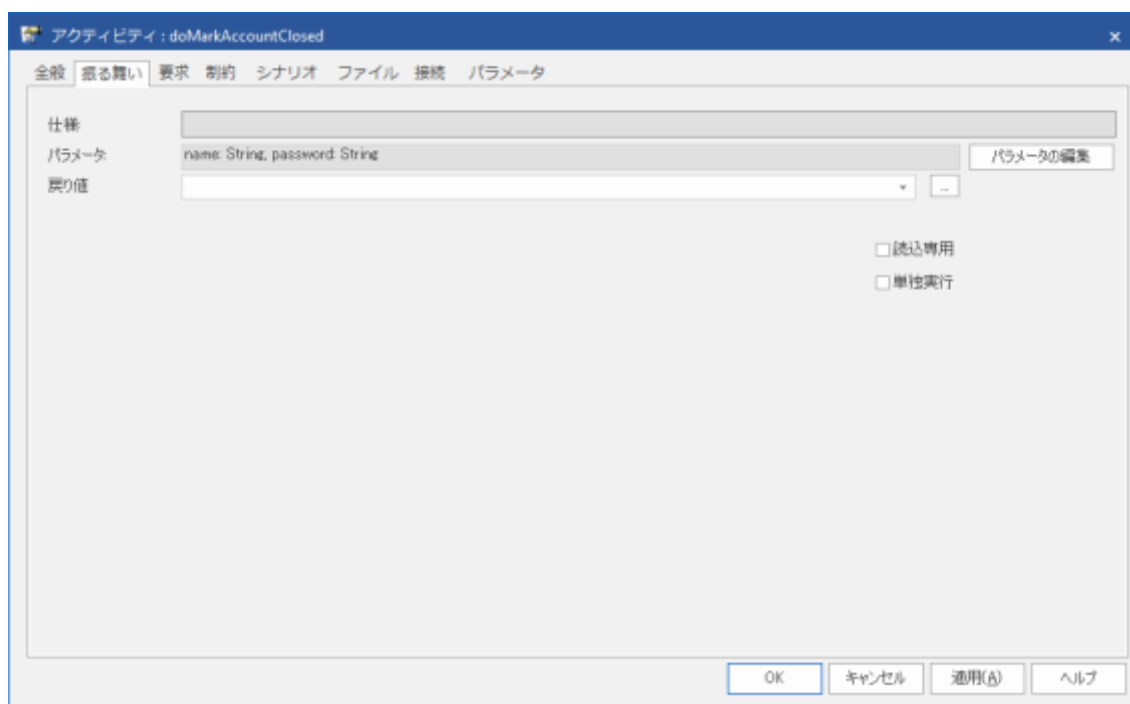 アクティビティ : doMarkAccountClosed
全般 振る舞い 要求 制約 シナリオ ファイル 接続 パラメータ
仕様:
パラメータ: name: String, password: String パラメータの編集
戻り値 ...
読込専用
単独実行
OK キャンセル 適用(A) ヘルプ